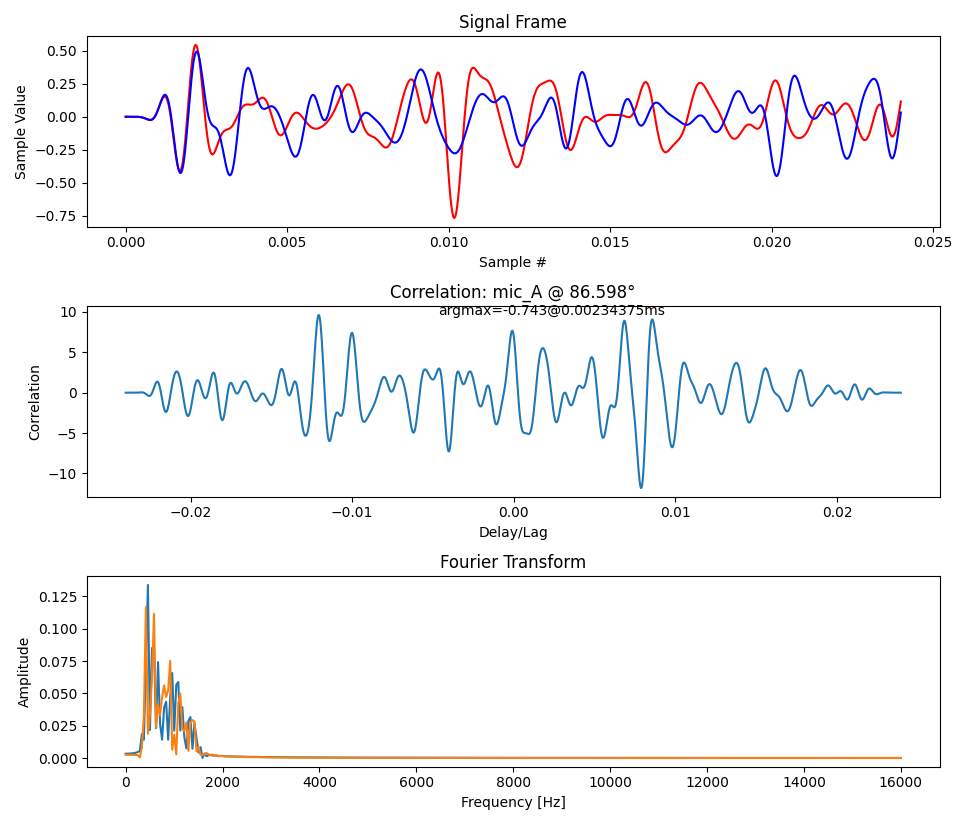 Signal Frame
0.50
0.25
0.00
−0.25
−0.50
−0.75
Sample Value
0.000 0.005 0.010 0.015 0.020 0.025
Sample #
Correlation: mic_A @ 86.598°
argmax=-0.743@0.00234375ms
10
5
0
−5
−10
Correlation
−0.02 −0.01 0.00 0.01 0.02
Delay/Lag
Fourier Transform
0.125
0.100
0.075
0.050
0.025
0.000
Amplitude
0 2000 4000 6000 8000 10000 12000 14000 16000
Frequency [Hz]